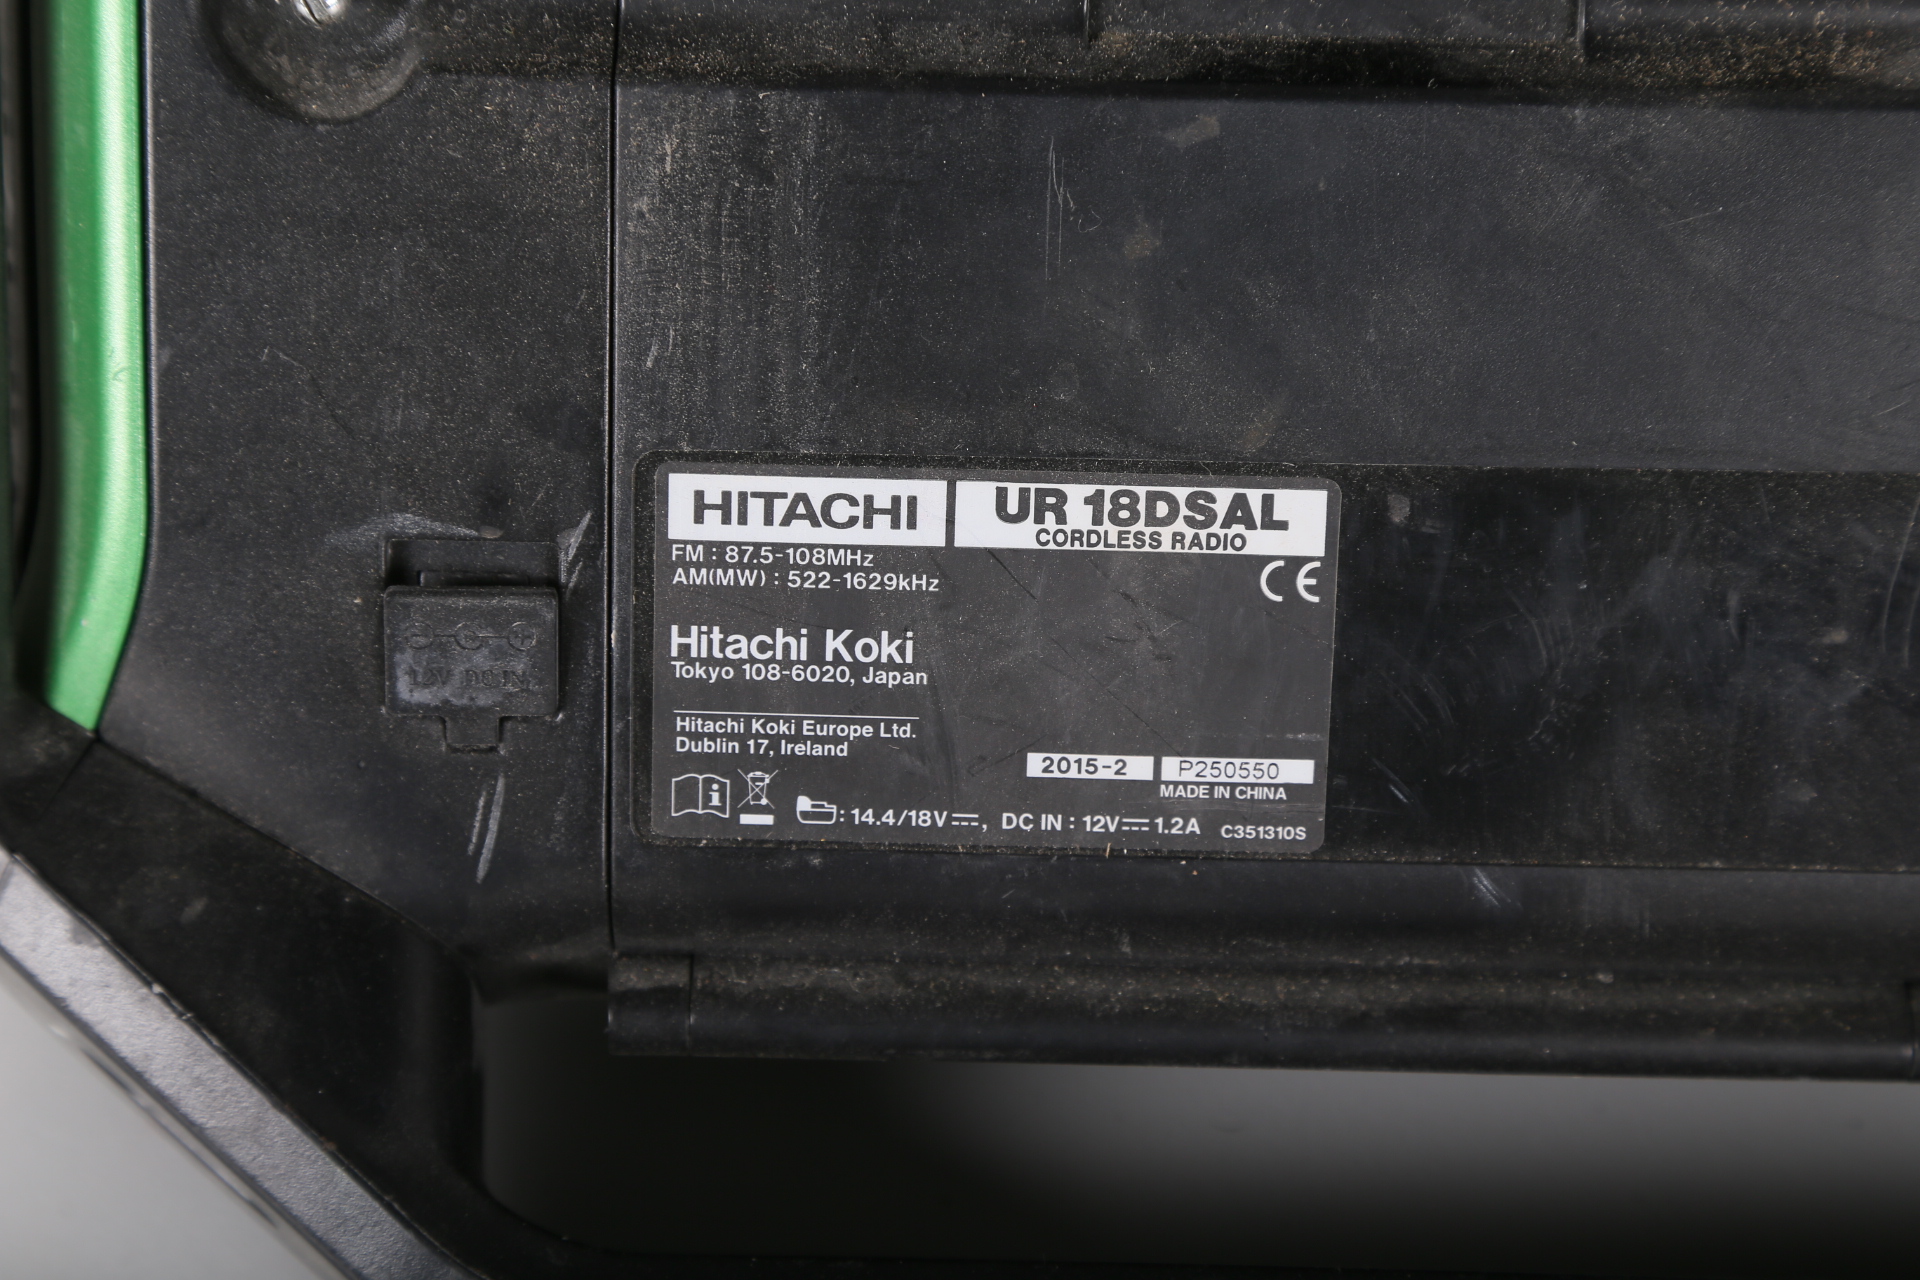 HITACHI
UR 18DSAL
CORDLESS RADIO
FM : 87.5-108MHz
AM(MW) : 522-1629kHz
CE
Hitachi Koki
Tokyo 108-6020, Japan
Hitachi Koki Europe Ltd.
Dublin 17, Ireland
2015-2
P250550
MADE IN CHINA
: 14.4/18V⎓, DC IN : 12V⎓1.2A
C351310S
12V DC IN